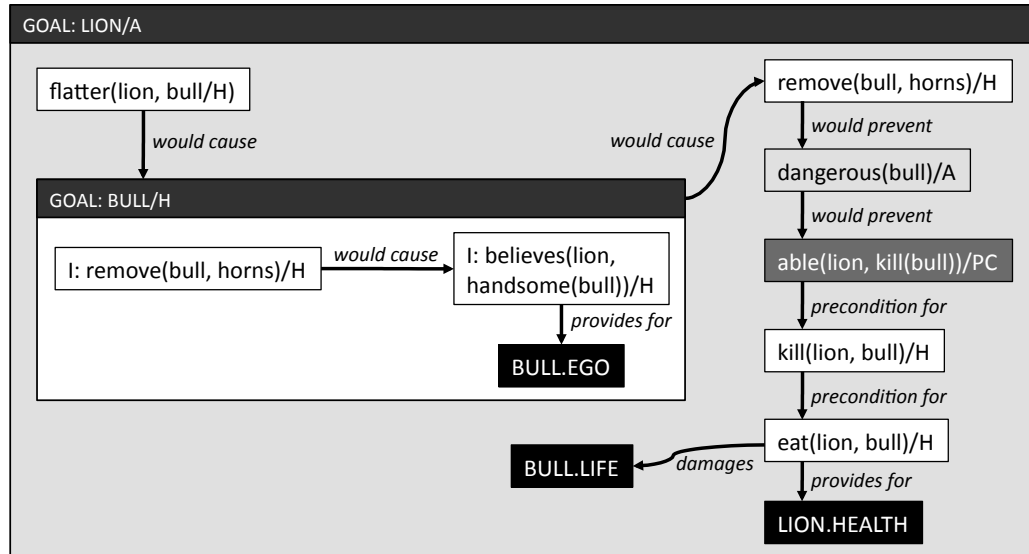 GOAL: LION/A
flatter(lion, bull/H)
would cause
GOAL: BULL/H
I: remove(bull, horns)/H
would cause
I: believes(lion,
handsome(bull))/H
provides for
BULL.EGO
would cause
remove(bull, horns)/H
would prevent
dangerous(bull)/A
would prevent
able(lion, kill(bull))/PC
precondition for
kill(lion, bull)/H
precondition for
eat(lion, bull)/H
damages
BULL.LIFE
provides for
LION.HEALTH